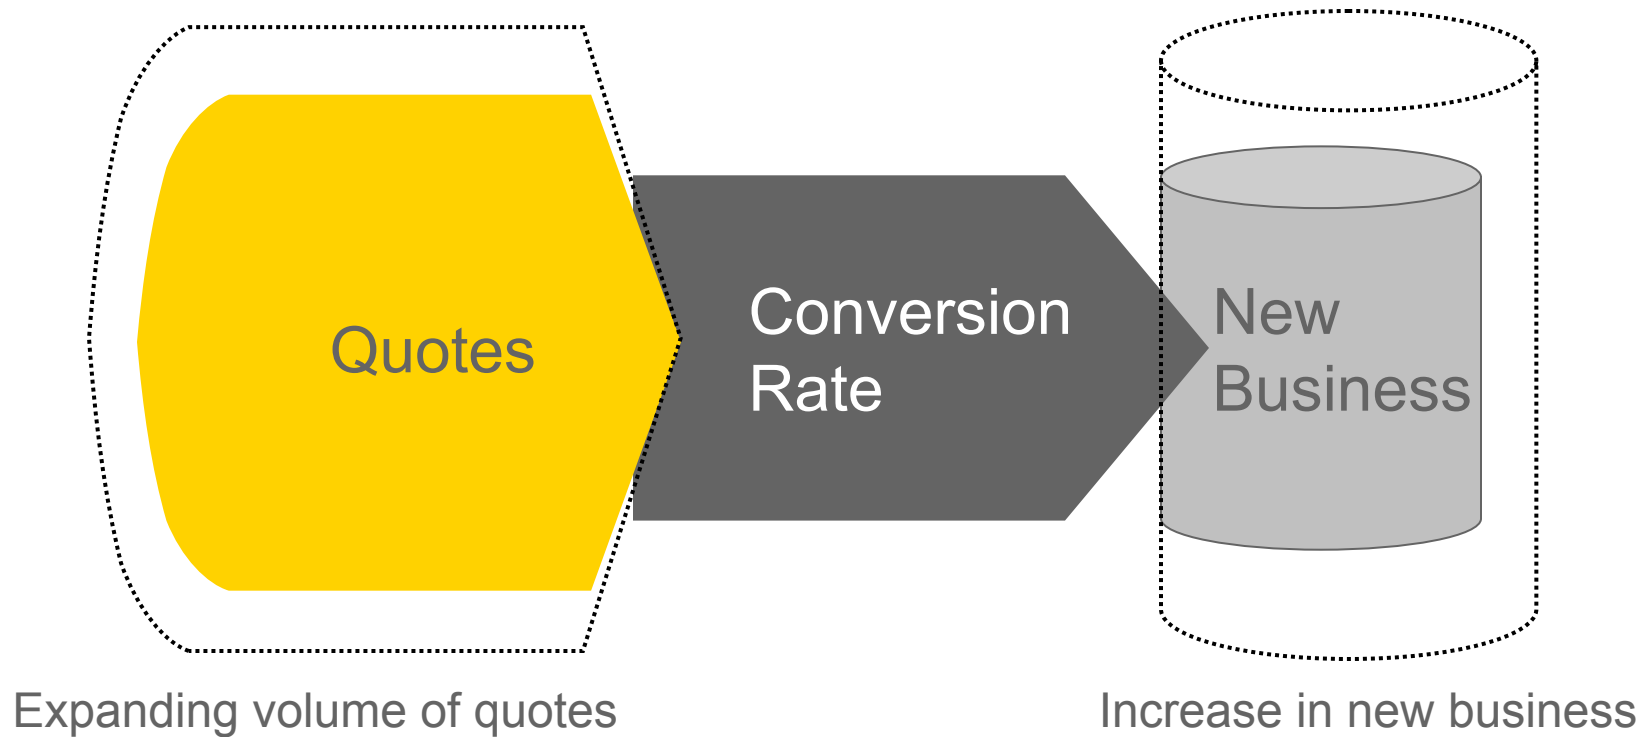 Quotes
Conversion
Rate
New
Business
Expanding volume of quotes
Increase in new business